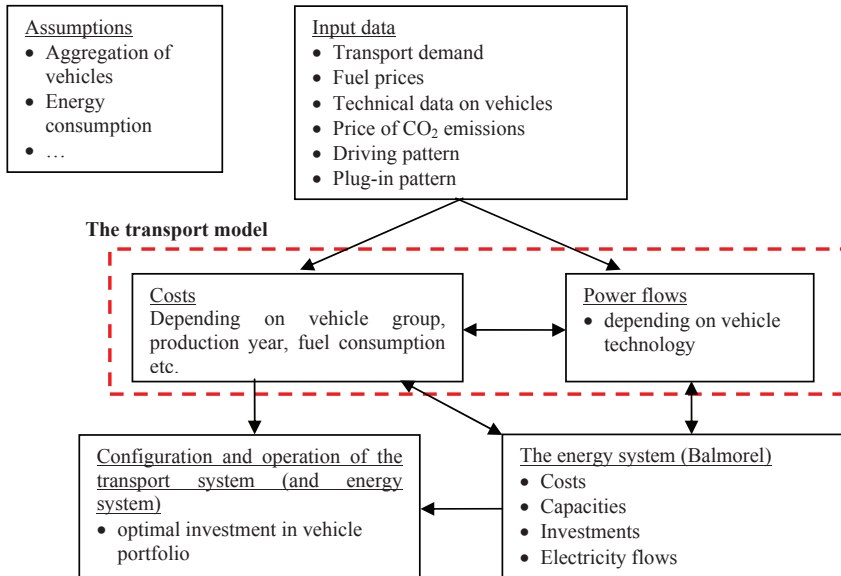 Assumptions
• Aggregation of
vehicles
• Energy
consumption
• …
Input data
• Transport demand
• Fuel prices
• Technical data on vehicles
• Price of CO₂ emissions
• Driving pattern
• Plug-in pattern
The transport model
Costs
Depending on vehicle group,
production year, fuel consumption
etc.
Power flows
• depending on vehicle
technology
Configuration and operation of the
transport system (and energy
system)
• optimal investment in vehicle
portfolio
The energy system (Balmorel)
• Costs
• Capacities
• Investments
• Electricity flows